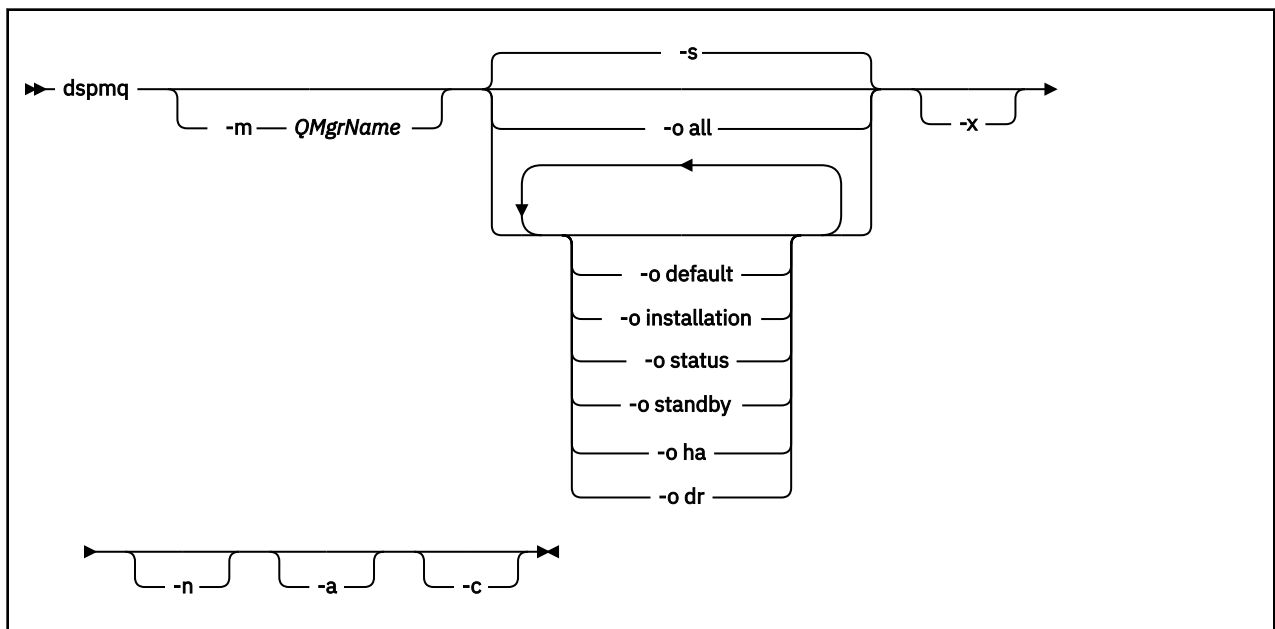 -s
dspmq
-m QMgrName
-o all
-x
-o default
-o installation
-o status
-o standby
-o ha
-o dr
-n -a -c